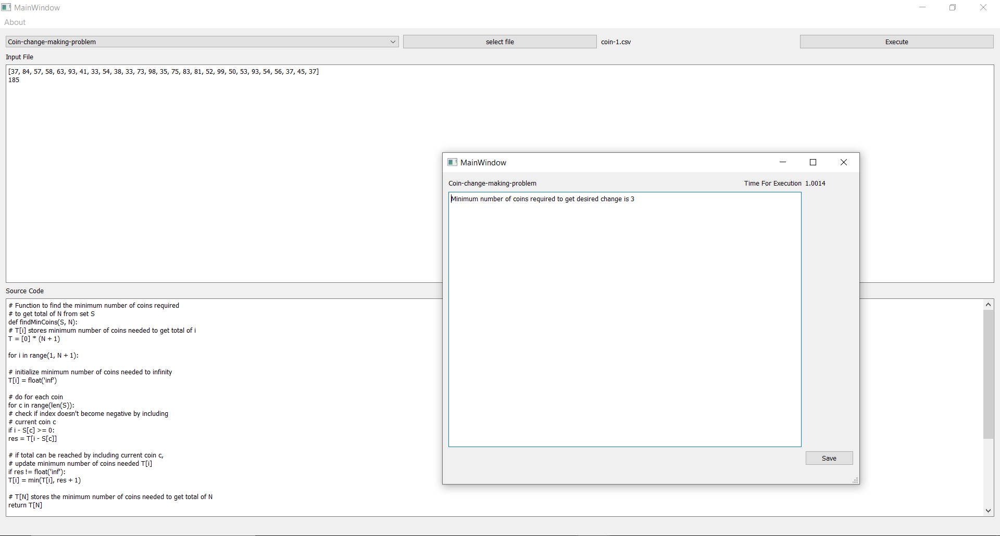 MainWindow
About
Coin-change-making-problem
select file
coin-1.csv
Execute
Input File
[37, 84, 57, 58, 63, 93, 41, 33, 54, 38, 33, 73, 98, 35, 75, 83, 81, 52, 99, 50, 53, 93, 54, 56, 37, 45, 37]
185
Source Code
# Function to find the minimum number of coins required
# to get total of N from set S
def findMinCoins(S, N):
# T[i] stores minimum number of coins needed to get total of i
T = [0] * (N + 1)
for i in range(1, N + 1):
# initialize minimum number of coins needed to infinity
T[i] = float('inf')
# do for each coin
for c in range(len(S)):
# check if index doesn't become negative by including
# current coin c
if i - S[c] >= 0:
res = T[i - S[c]]
# if total can be reached by including current coin c,
# update minimum number of coins needed T[i]
if res != float('inf'):
T[i] = min(T[i], res + 1)
# T[N] stores the minimum number of coins needed to get total of N
return T[N]
MainWindow
Coin-change-making-problem
Time For Execution 1.0014
Minimum number of coins required to get desired change is 3
Save